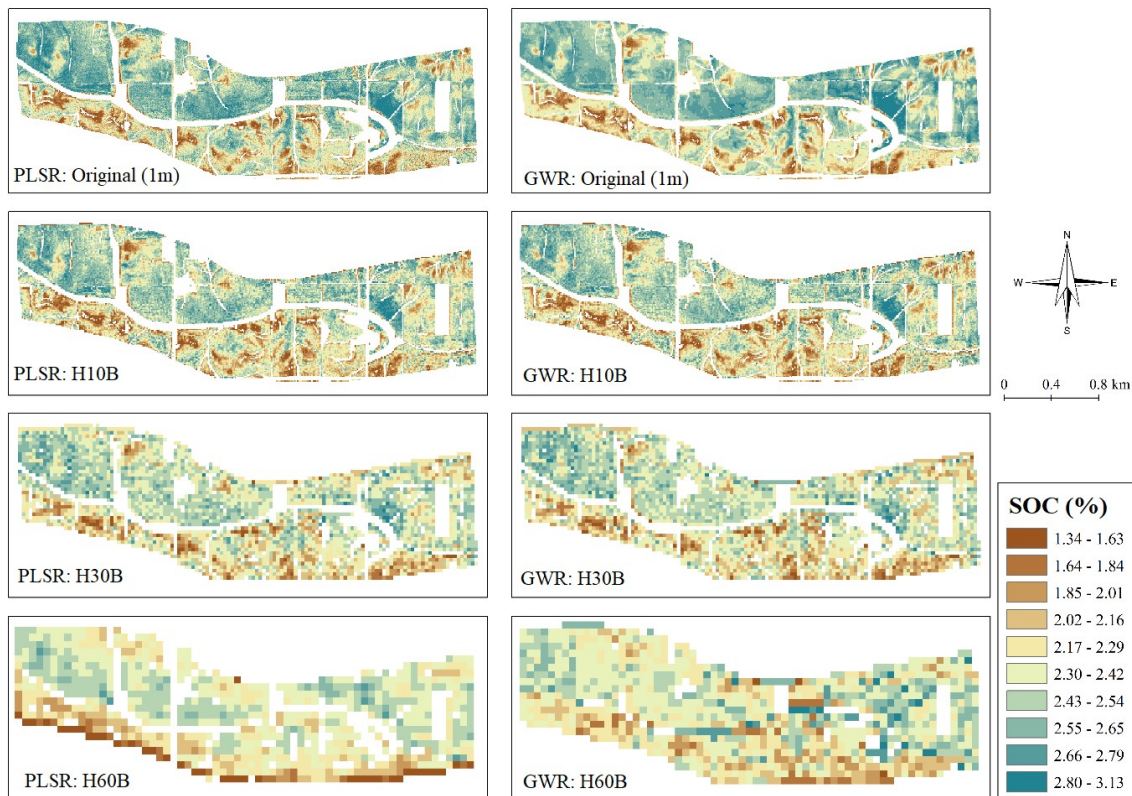 PLSR: Original (1m)
GWR: Original (1m)
PLSR: H10B
GWR: H10B
N
W
E
S
0 0.4 0.8 km
PLSR: H30B
GWR: H30B
SOC (%)
1.34 - 1.63
1.64 - 1.84
1.85 - 2.01
2.02 - 2.16
2.17 - 2.29
2.30 - 2.42
2.43 - 2.54
2.55 - 2.65
2.66 - 2.79
2.80 - 3.13
PLSR: H60B
GWR: H60B